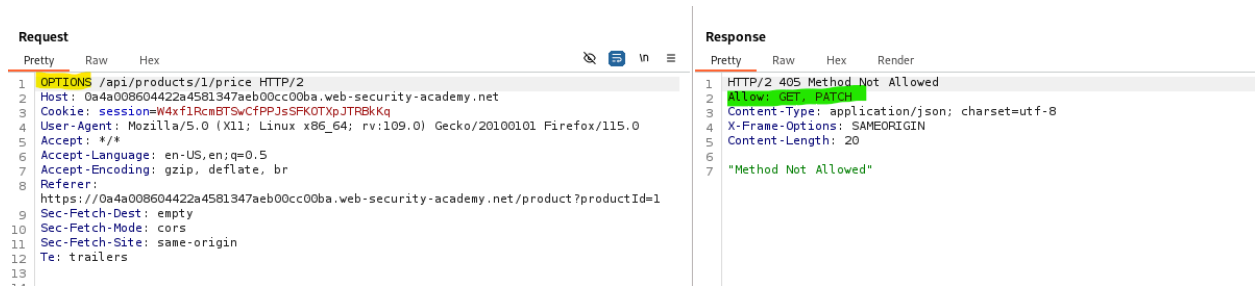 Request
Pretty Raw Hex \n
1 OPTIONS /api/products/1/price HTTP/2
2 Host: 0a4a008604422a4581347aeb00cc00ba.web-security-academy.net
3 Cookie: session=W4xf1RcmBTSwCfPPJsSFKOTXpJTRBkKq
4 User-Agent: Mozilla/5.0 (X11; Linux x86_64; rv:109.0) Gecko/20100101 Firefox/115.0
5 Accept: */*
6 Accept-Language: en-US,en;q=0.5
7 Accept-Encoding: gzip, deflate, br
8 Referer:
https://0a4a008604422a4581347aeb00cc00ba.web-security-academy.net/product?productId=1
9 Sec-Fetch-Dest: empty
10 Sec-Fetch-Mode: cors
11 Sec-Fetch-Site: same-origin
12 Te: trailers
13
14
Response
Pretty Raw Hex Render
1 HTTP/2 405 Method Not Allowed
2 Allow: GET, PATCH
3 Content-Type: application/json; charset=utf-8
4 X-Frame-Options: SAMEORIGIN
5 Content-Length: 20
6
7 "Method Not Allowed"